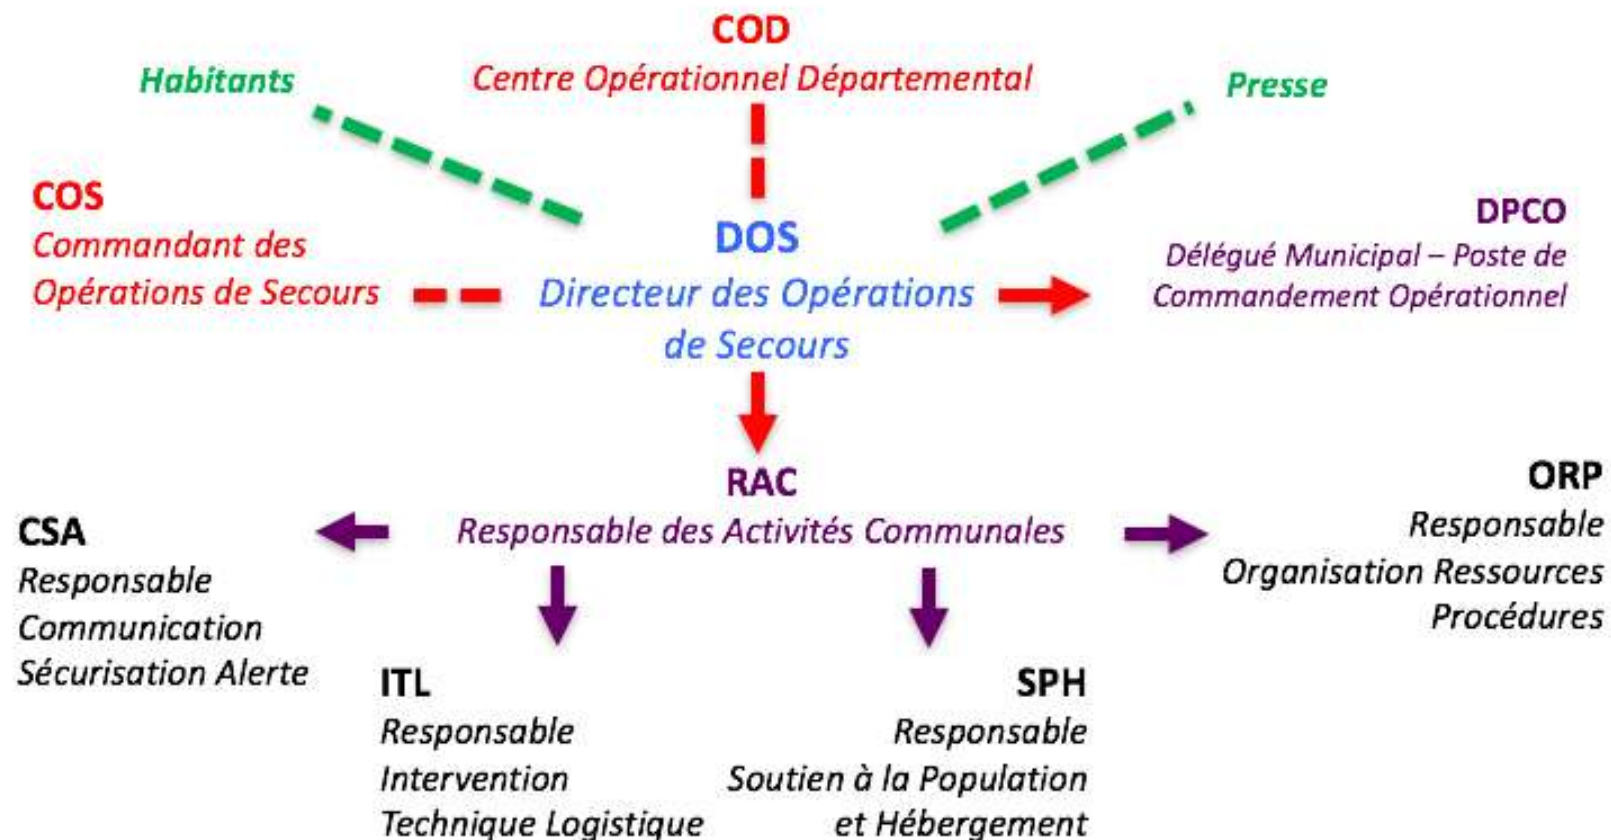 COD
Centre Opérationnel Départemental
Habitants
Presse
COS
Commandant des
Opérations de Secours
DOS
Directeur des Opérations
de Secours
DPCO
Délégué Municipal – Poste de
Commandement Opérationnel
RAC
Responsable des Activités Communales
CSA
Responsable
Communication
Sécurisation Alerte
ITL
Responsable
Intervention
Technique Logistique
SPH
Responsable
Soutien à la Population
et Hébergement
ORP
Responsable
Organisation Ressources
Procédures